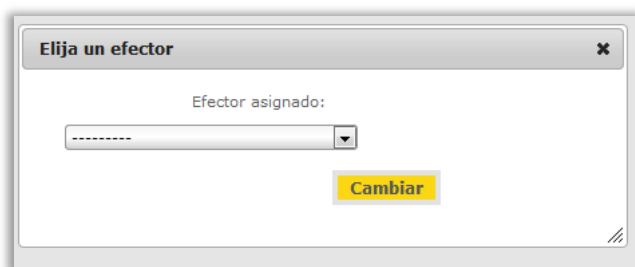 Elija un efector
Efector asignado:
---------
Cambiar